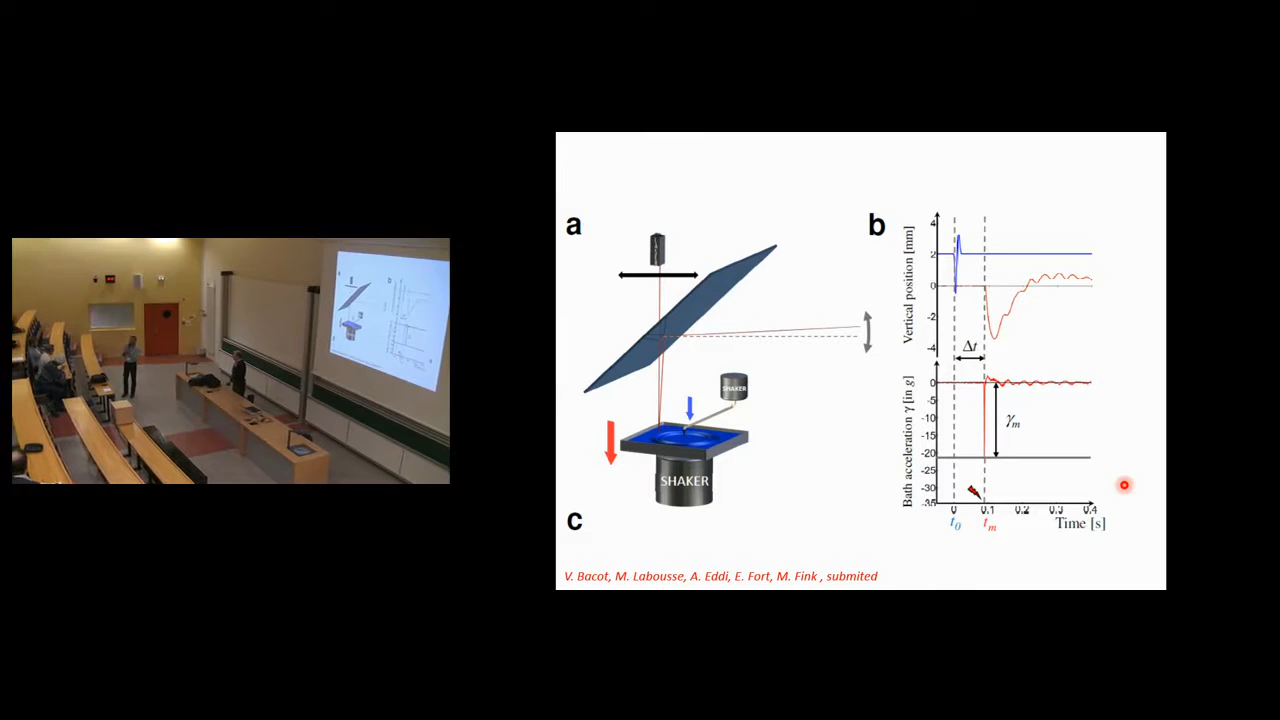 a
SHAKER
SHAKER
c
b
Vertical position [mm]
4
2
0
-2
-4
Δt
Bath acceleration γ [in g]
0
-5
-10
-15
-20
-25
-30
-35
γm
0 0.1 0.2 0.3 0.4
t0 tm Time [s]
V. Bacot, M. Labousse, A. Eddi, E. Fort, M. Fink , submited